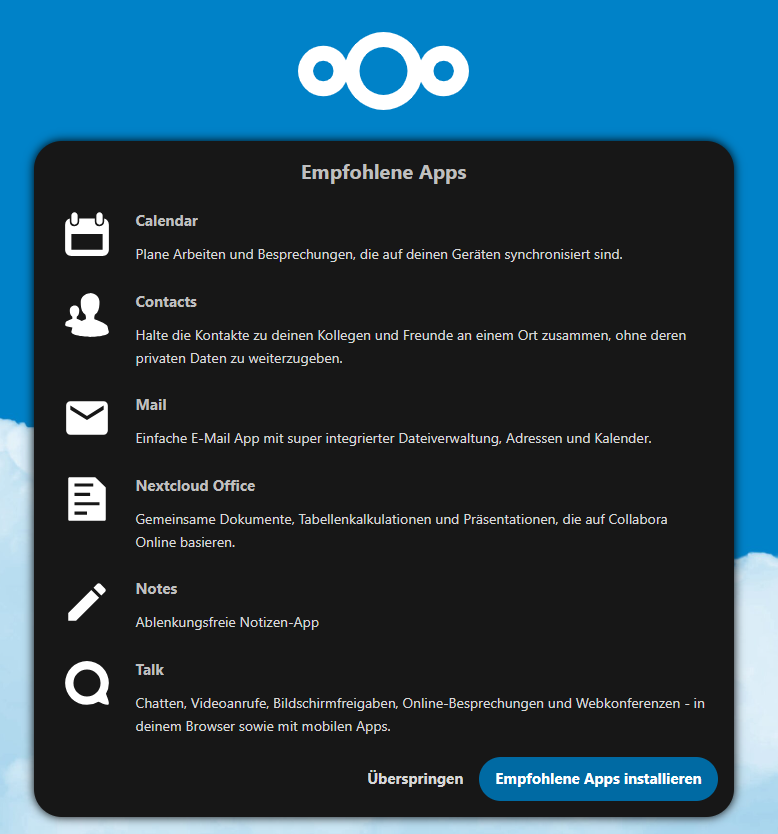 Empfohlene Apps
Calendar
Plane Arbeiten und Besprechungen, die auf deinen Geräten synchronisiert sind.
Contacts
Halte die Kontakte zu deinen Kollegen und Freunde an einem Ort zusammen, ohne deren
privaten Daten zu weiterzugeben.
Mail
Einfache E-Mail App mit super integrierter Dateiverwaltung, Adressen und Kalender.
Nextcloud Office
Gemeinsame Dokumente, Tabellenkalkulationen und Präsentationen, die auf Collabora
Online basieren.
Notes
Ablenkungsfreie Notizen-App
Talk
Chatten, Videoanrufe, Bildschirmfreigaben, Online-Besprechungen und Webkonferenzen - in
deinem Browser sowie mit mobilen Apps.
Überspringen Empfohlene Apps installieren